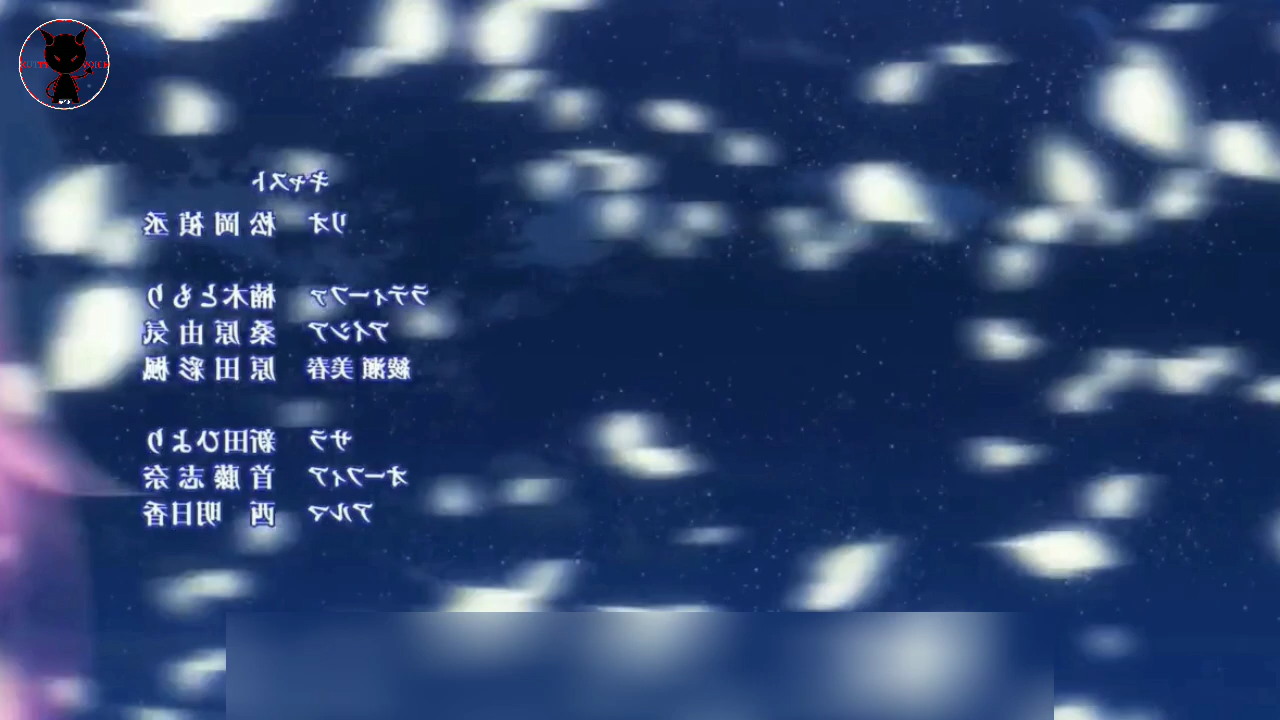 RUTTY VOICE
キャスト
リオ 松岡禎丞
ラティーファ 楠木ともり
アイシア 桑原由気
綾瀬美春 原田彩楓
サラ 新田ひより
オーフィア 首藤志奈
アルマ 西 明日香